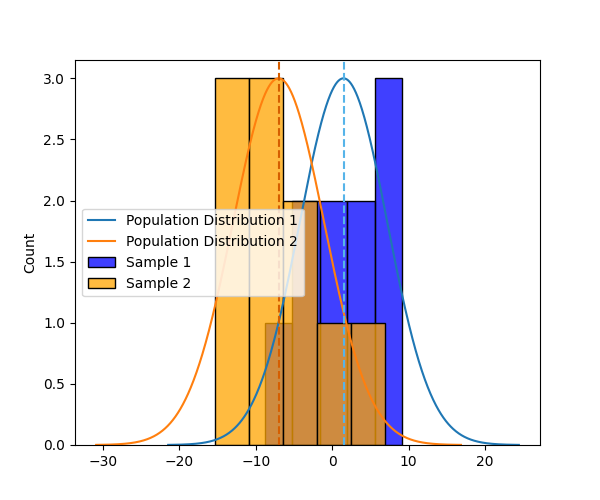 3.0
2.5
2.0
1.5
1.0
0.5
0.0
Count
Population Distribution 1
Population Distribution 2
Sample 1
Sample 2
−30
−20
−10
0
10
20